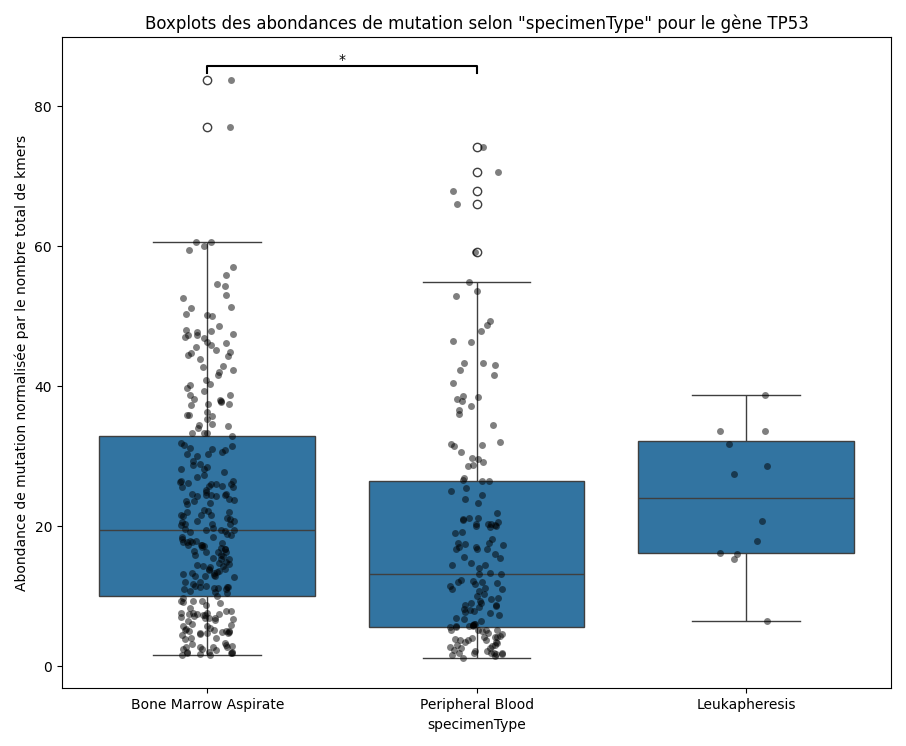 Boxplots des abondances de mutation selon "specimenType" pour le gène TP53
*
Abondance de mutation normalisée par le nombre total de kmers
80
60
40
20
0
Bone Marrow Aspirate
Peripheral Blood
Leukapheresis
specimenType